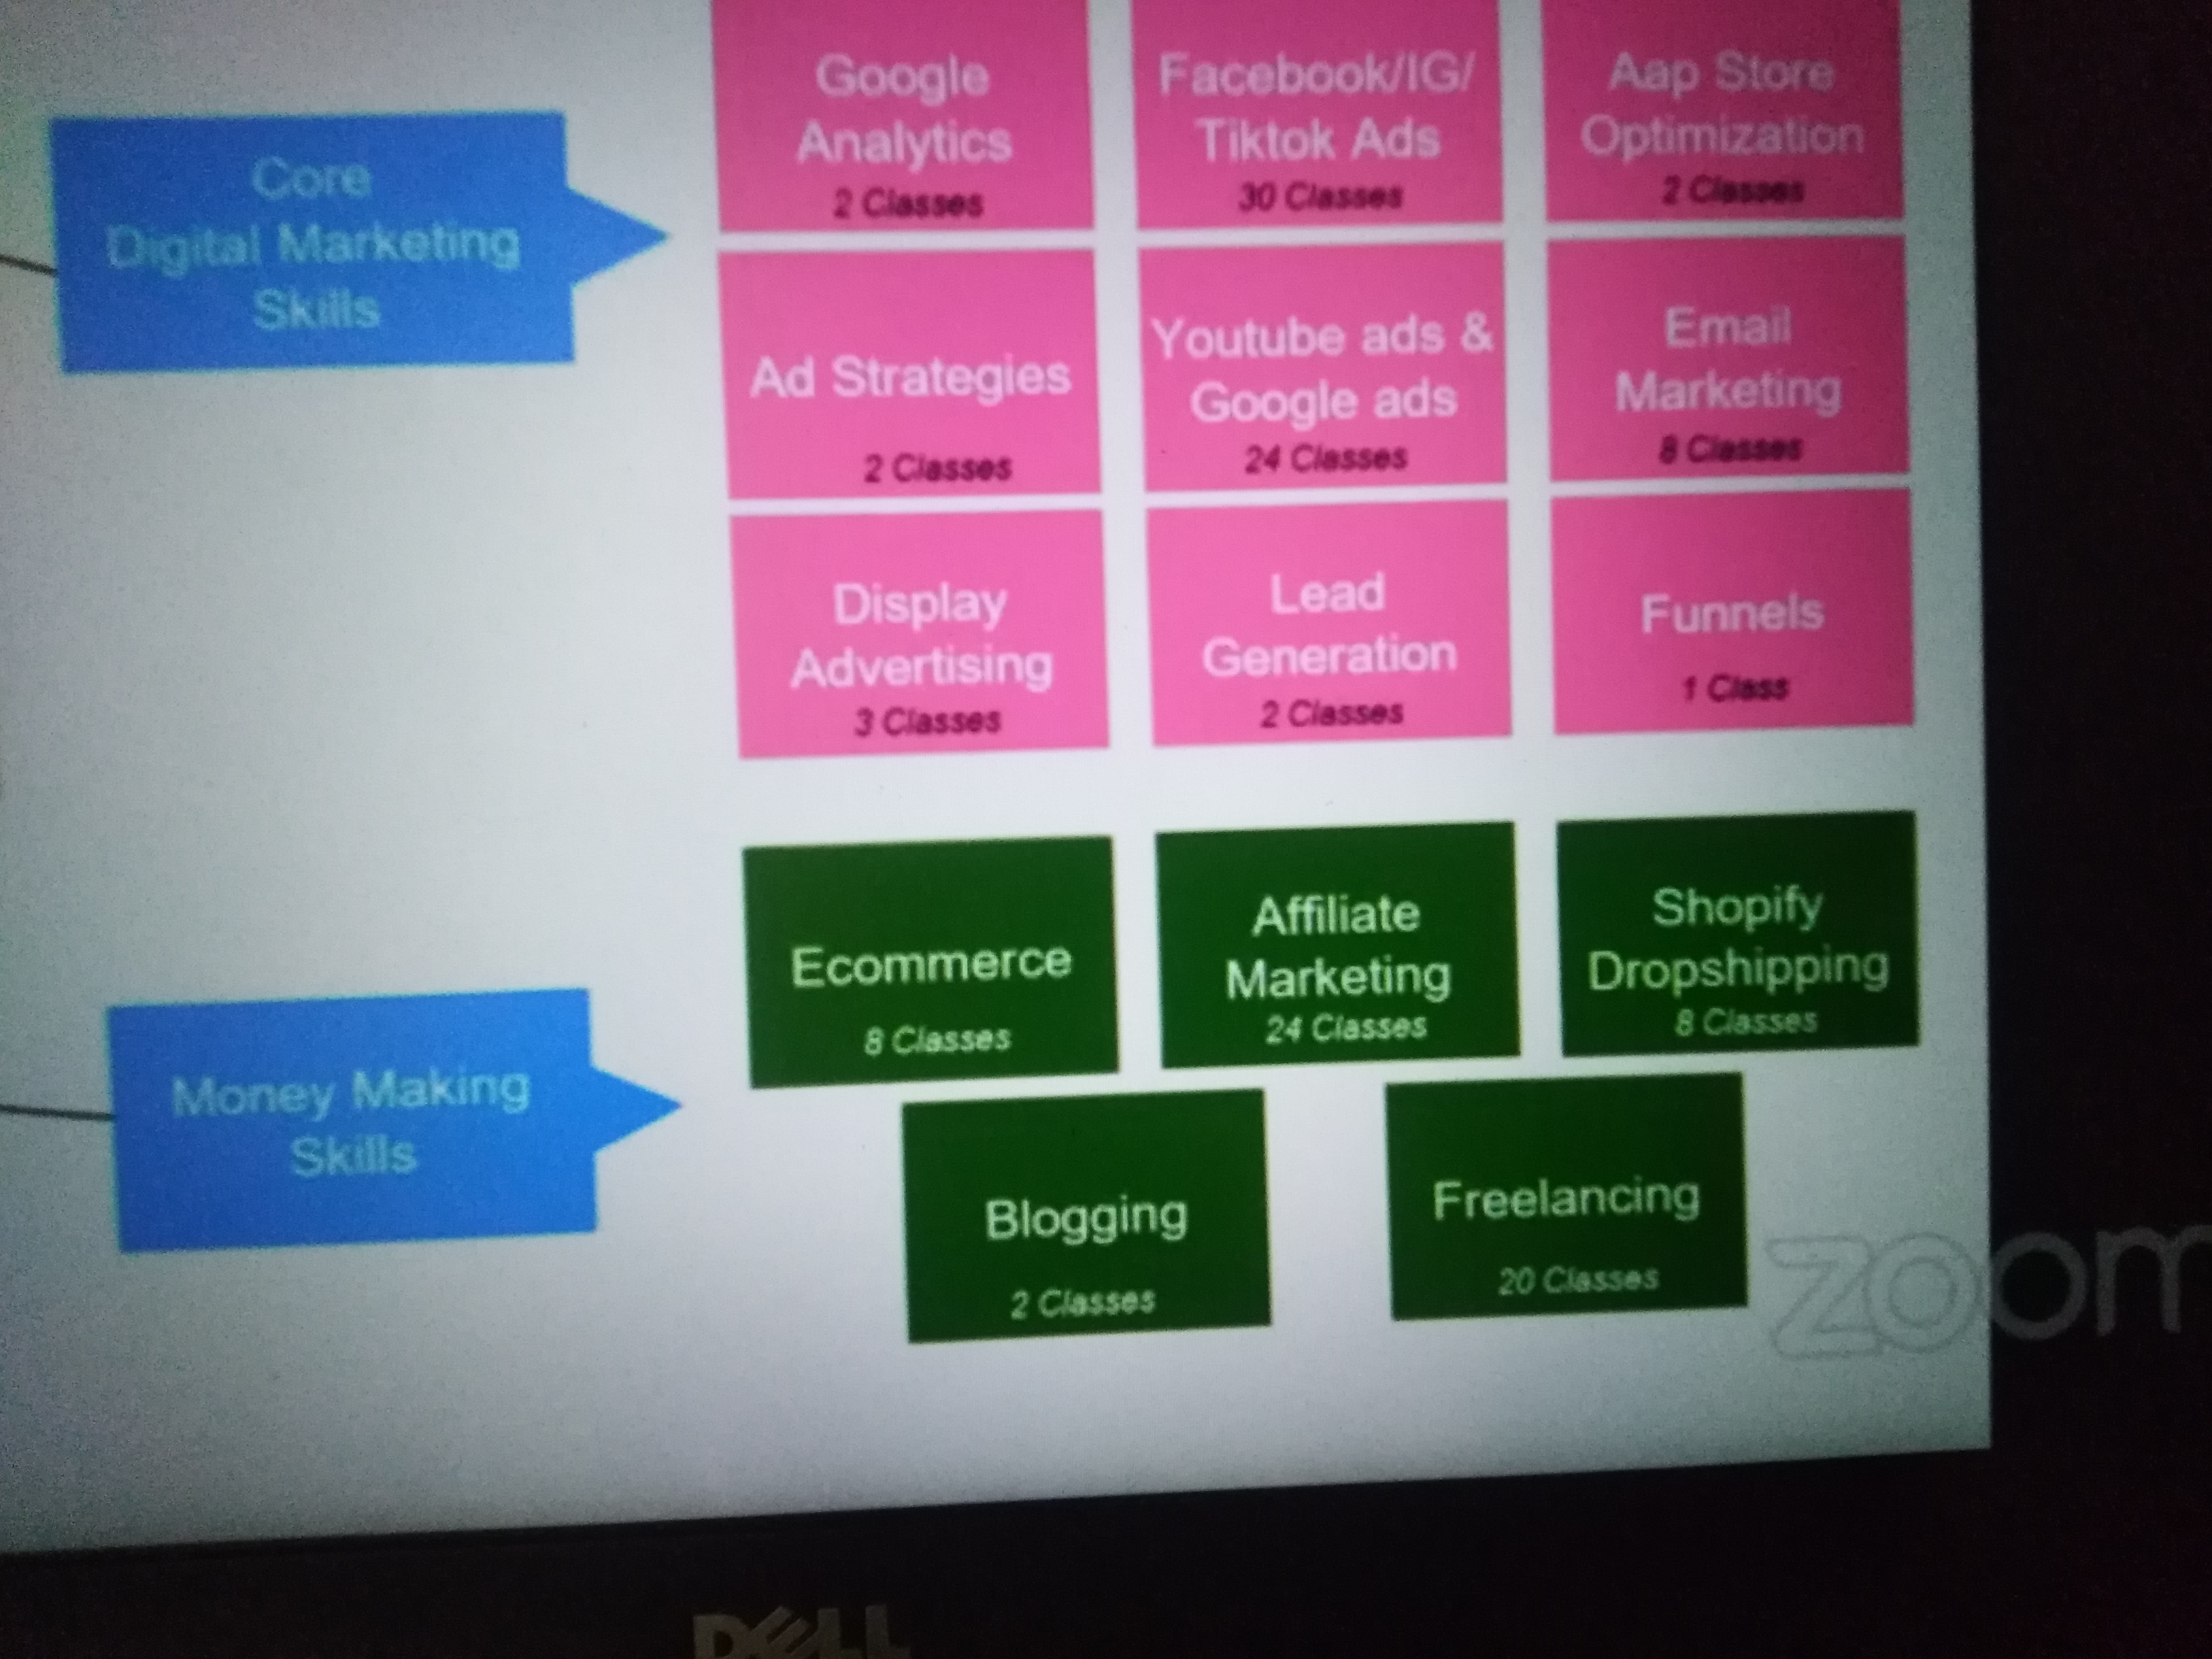 Core
Digital Marketing
Skills
Google
Analytics
2 Classes
Facebook/IG/
Tiktok Ads
30 Classes
Aap Store
Optimization
2 Classes
Ad Strategies
2 Classes
Youtube ads &
Google ads
24 Classes
Email
Marketing
8 Classes
Display
Advertising
3 Classes
Lead
Generation
2 Classes
Funnels
1 Class
Money Making
Skills
Ecommerce
8 Classes
Affiliate
Marketing
24 Classes
Shopify
Dropshipping
8 Classes
Blogging
2 Classes
Freelancing
20 Classes
zoom
DELL